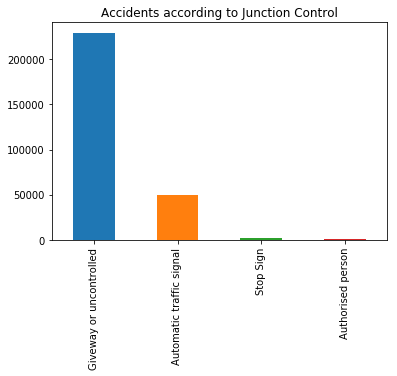 Accidents according to Junction Control
200000
150000
100000
50000
0
Giveway or uncontrolled
Automatic traffic signal
Stop Sign
Authorised person